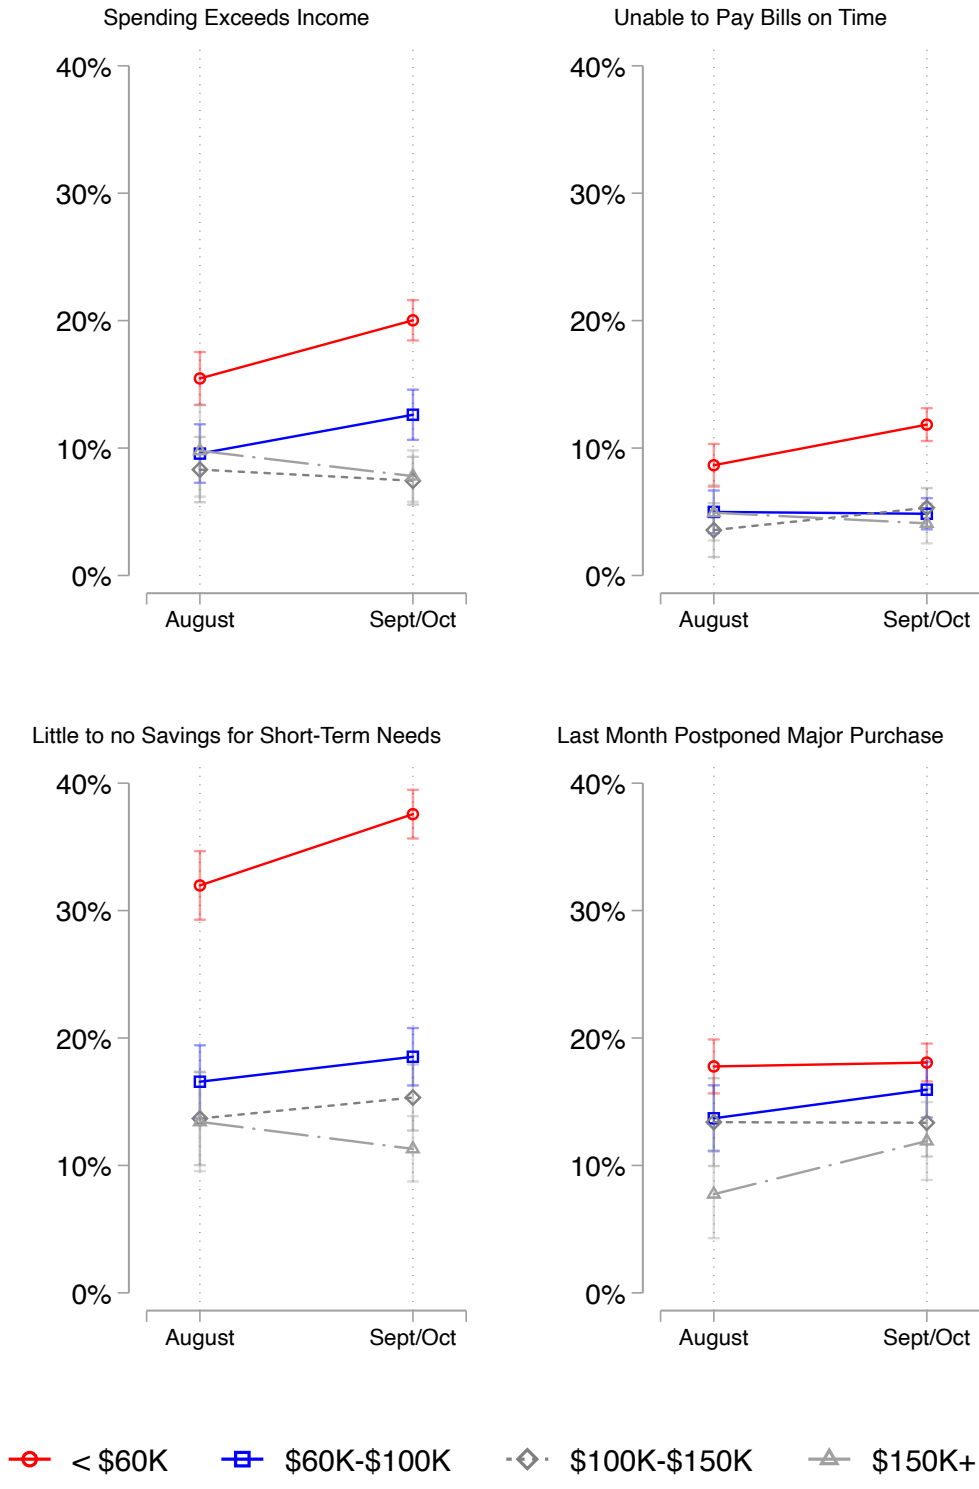 Spending Exceeds Income
40%
30%
20%
10%
0%
August Sept/Oct
Unable to Pay Bills on Time
40%
30%
20%
10%
0%
August Sept/Oct
Little to no Savings for Short-Term Needs
40%
30%
20%
10%
0%
August Sept/Oct
Last Month Postponed Major Purchase
40%
30%
20%
10%
0%
August Sept/Oct
< $60K $60K-$100K $100K-$150K $150K+